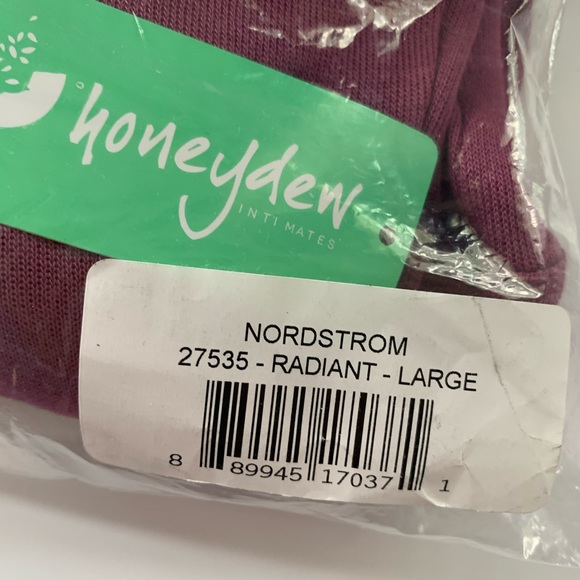 honeydew
INTIMATES
NORDSTROM
27535 - RADIANT - LARGE
8 89945 17037 1